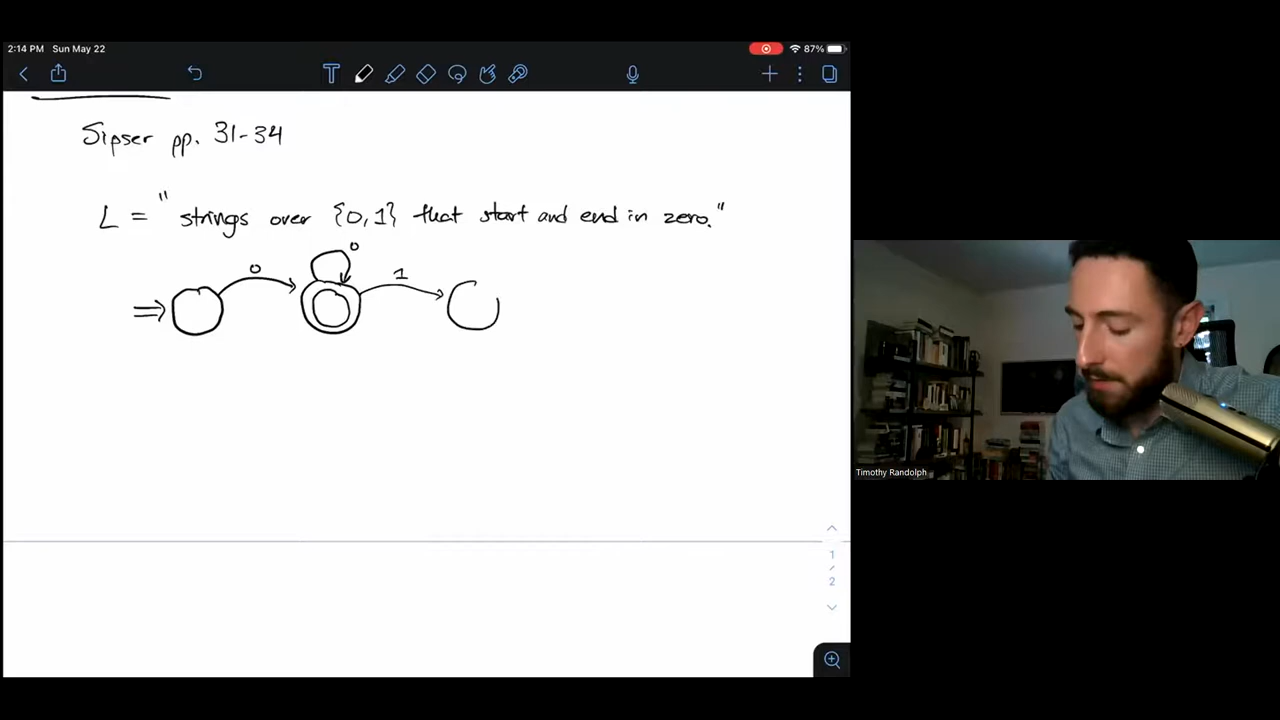 2:14 PM Sun May 22 87%
T
Sipser pp. 31-34
L = "strings over {0,1} that start and end in zero."
0
0 1
Timothy Randolph
1
/
2